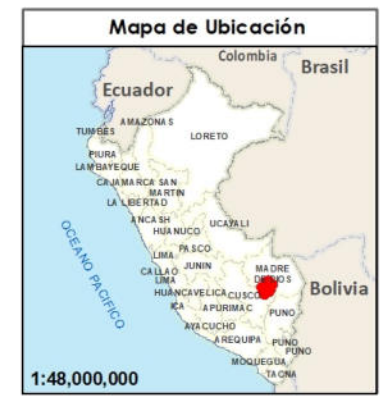 Mapa de Ubicación
Colombia
Brasil
Ecuador
AMAZONAS
TUMBES
LORETO
PIURA
LAMBAYEQUE
CAJAMARCA SAN
MARTIN
LA LIBERTAD
ANCASH
UCAYALI
HUANUCO
OCEANO PACIFICO
PASCO
LIMA
JUNIN
CALLAO
LIMA
MADRE
DE DIOS
HUANCAVELICA
CUSCO
Bolivia
ICA
APURIMAC
PUNO
AYACUCHO
AREQUIPA
PUNO
PUNO
MOQUEGUA
TACNA
1:48,000,000